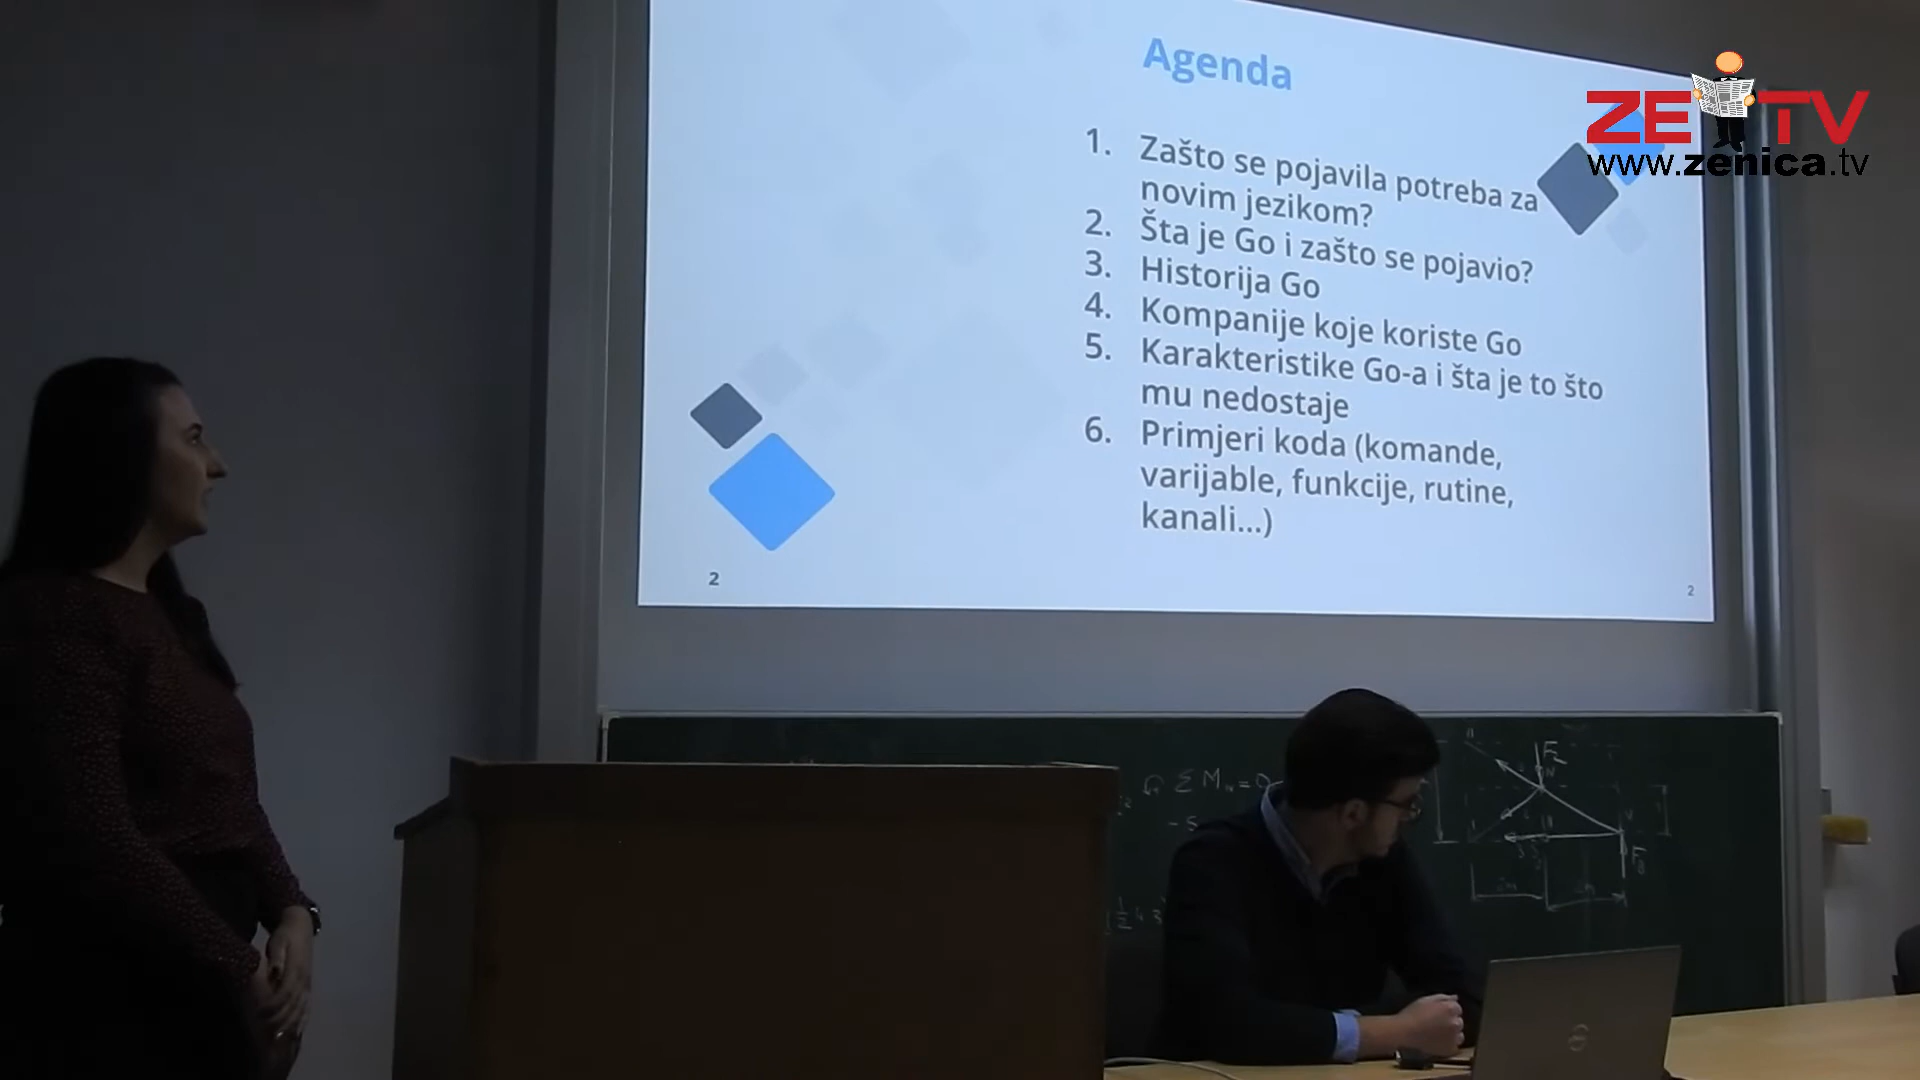 Agenda
1. Zašto se pojavila potreba za
novim jezikom?
2. Šta je Go i zašto se pojavio?
3. Historija Go
4. Kompanije koje koriste Go
5. Karakteristike Go-a i šta je to što
mu nedostaje
6. Primjeri koda (komande,
varijable, funkcije, rutine,
kanali...)
2
2
ZE TV
www.zenica.tv